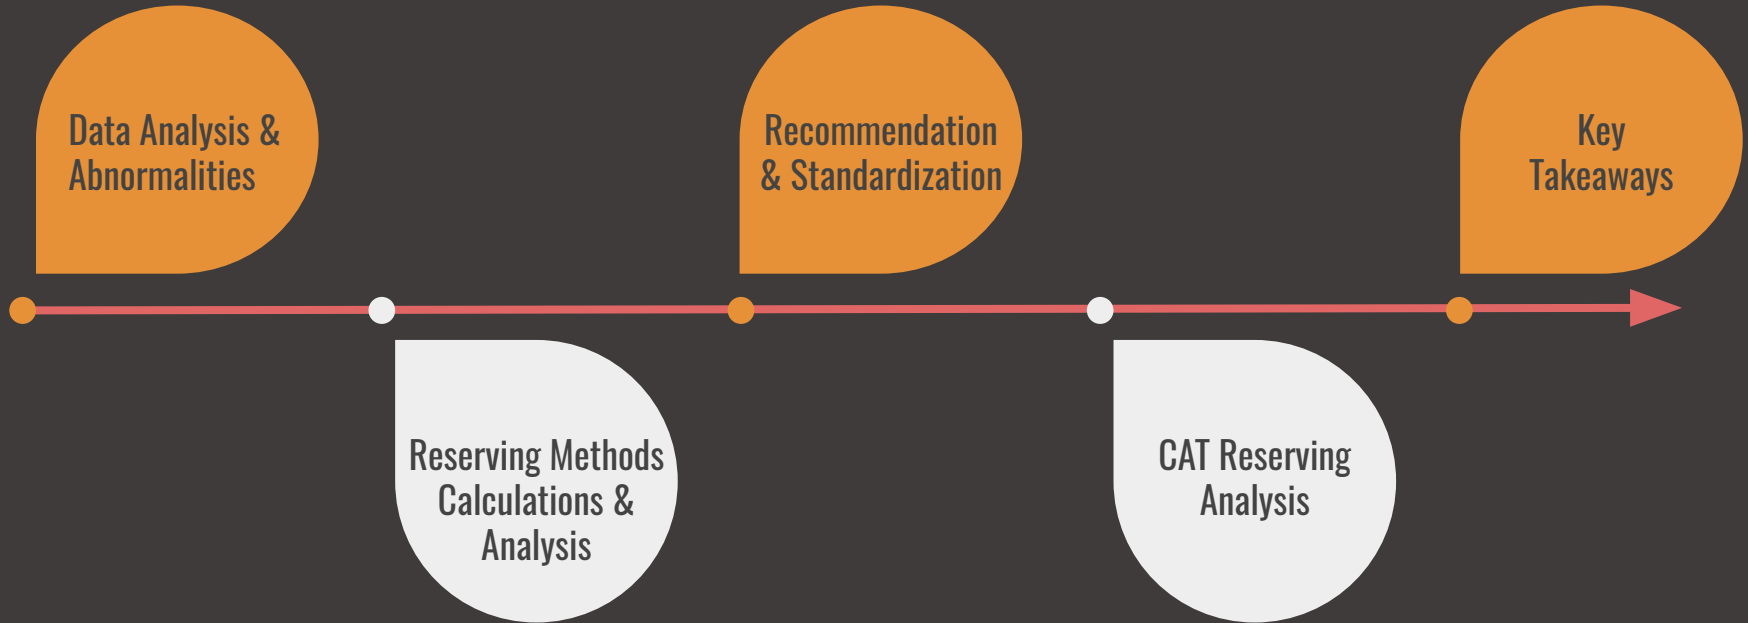 Data Analysis &
Abnormalities
Reserving Methods
Calculations &
Analysis
Recommendation
& Standardization
CAT Reserving
Analysis
Key
Takeaways